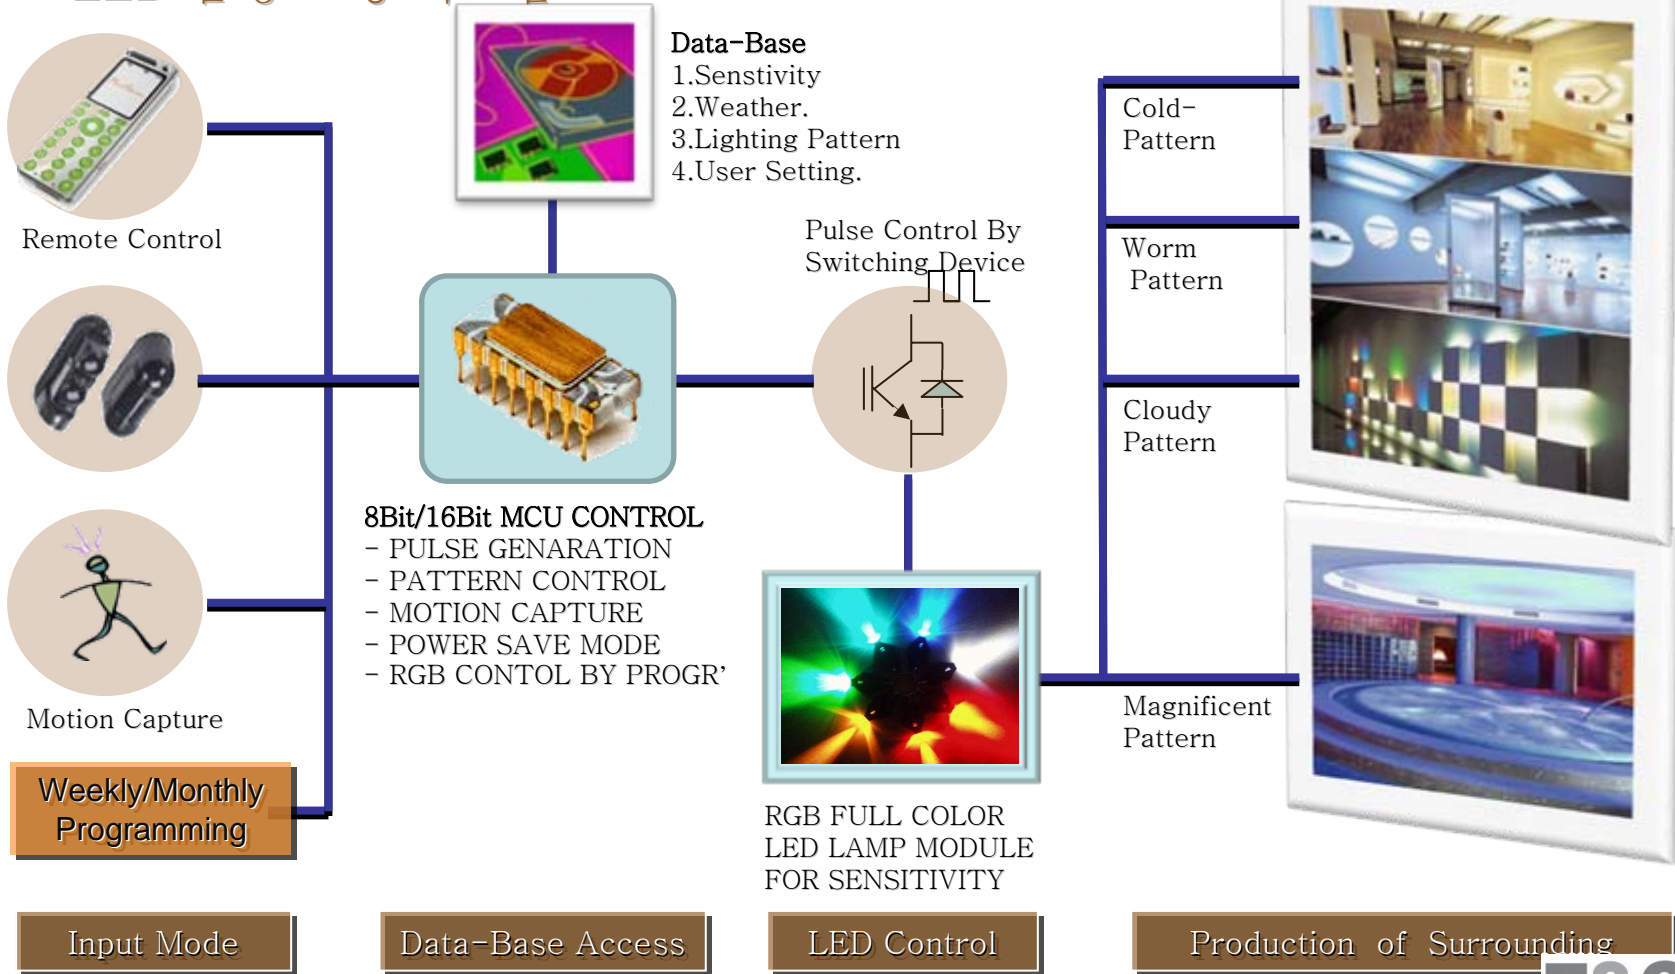 LED
Data-Base
1.Senstivity
2.Weather.
3.Lighting Pattern
4.User Setting.
Remote Control
Pulse Control By
Switching Device
Cold-
Pattern
Worm
Pattern
Cloudy
Pattern
8Bit/16Bit MCU CONTROL
- PULSE GENARATION
- PATTERN CONTROL
- MOTION CAPTURE
- POWER SAVE MODE
- RGB CONTOL BY PROGR'
Motion Capture
Magnificent
Pattern
Weekly/Monthly
Programming
RGB FULL COLOR
LED LAMP MODULE
FOR SENSITIVITY
Input Mode
Data-Base Access
LED Control
Production of Surrounding